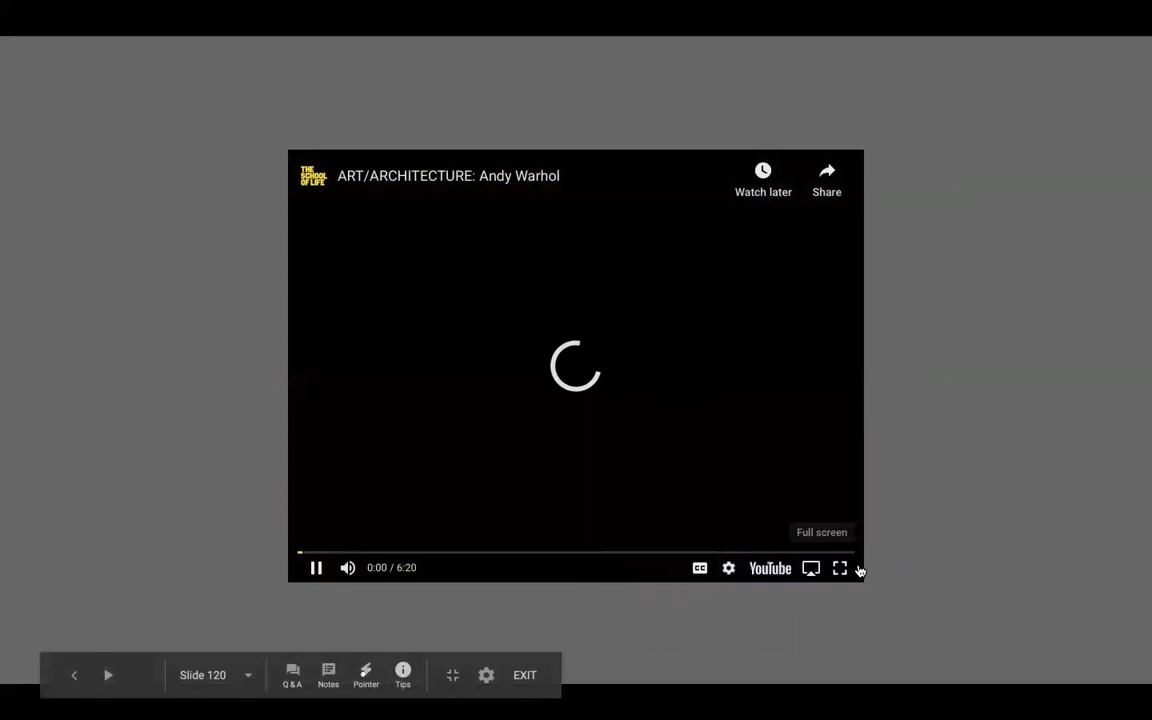 THE
SCHOOL
OF LIFE
ART/ARCHITECTURE: Andy Warhol
Watch later
Share
Full screen
0:00 / 6:20
CC
YouTube
Slide 120
Q & A
Notes
Pointer
Tips
EXIT